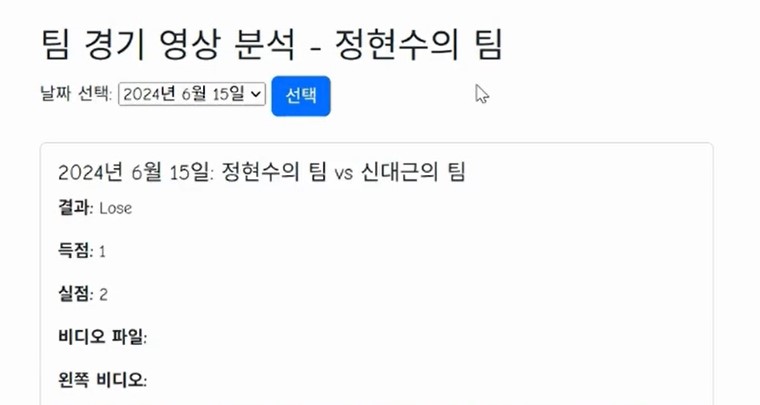 팀 경기 영상 분석 - 정현수의 팀
날짜 선택: 2024년 6월 15일 선택
2024년 6월 15일: 정현수의 팀 vs 신대근의 팀
결과: Lose
득점: 1
실점: 2
비디오 파일:
왼쪽 비디오: